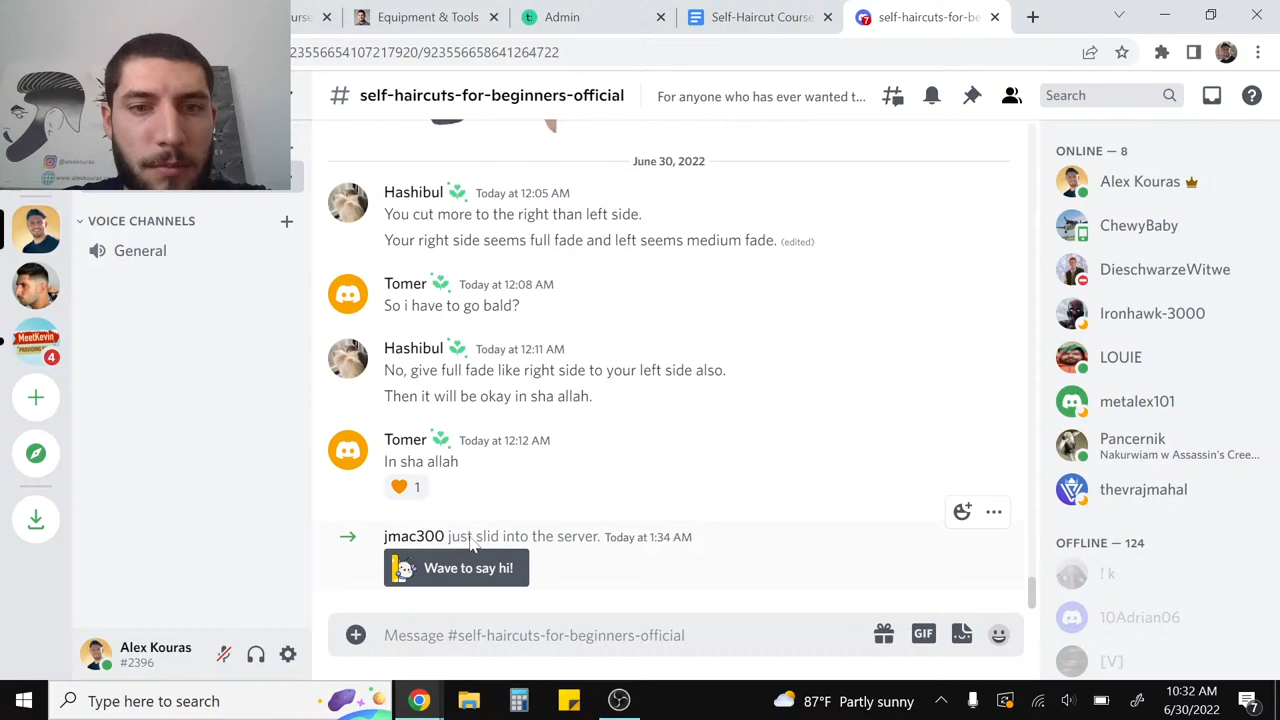 ourse
Equipment & Tools
Admin
Self-Haircut Course
self-haircuts-for-be
23556654107217920/923556658641264722
@alexkouras
www.alexkouras.
self-haircuts-for-beginners-official
For anyone who has ever wanted t...
Search
VOICE CHANNELS
General
4
June 30, 2022
Hashibul Today at 12:05 AM
You cut more to the right than left side.
Your right side seems full fade and left seems medium fade. (edited)
Tomer Today at 12:08 AM
So i have to go bald?
Hashibul Today at 12:11 AM
No, give full fade like right side to your left side also.
Then it will be okay in sha allah.
Tomer Today at 12:12 AM
In sha allah
1
jmac300 just slid into the server. Today at 1:34 AM
Wave to say hi!
Message #self-haircuts-for-beginners-official
GIF
ONLINE — 8
Alex Kouras
ChewyBaby
DieschwarzeWitwe
Ironhawk-3000
LOUIE
metalex101
Pancernik
Nakurwiam w Assassin's Cree...
thevrajmahal
OFFLINE — 124
! k
10Adrian06
[V]
Alex Kouras
#2396
Type here to search
87°F Partly sunny
10:32 AM
6/30/2022
7